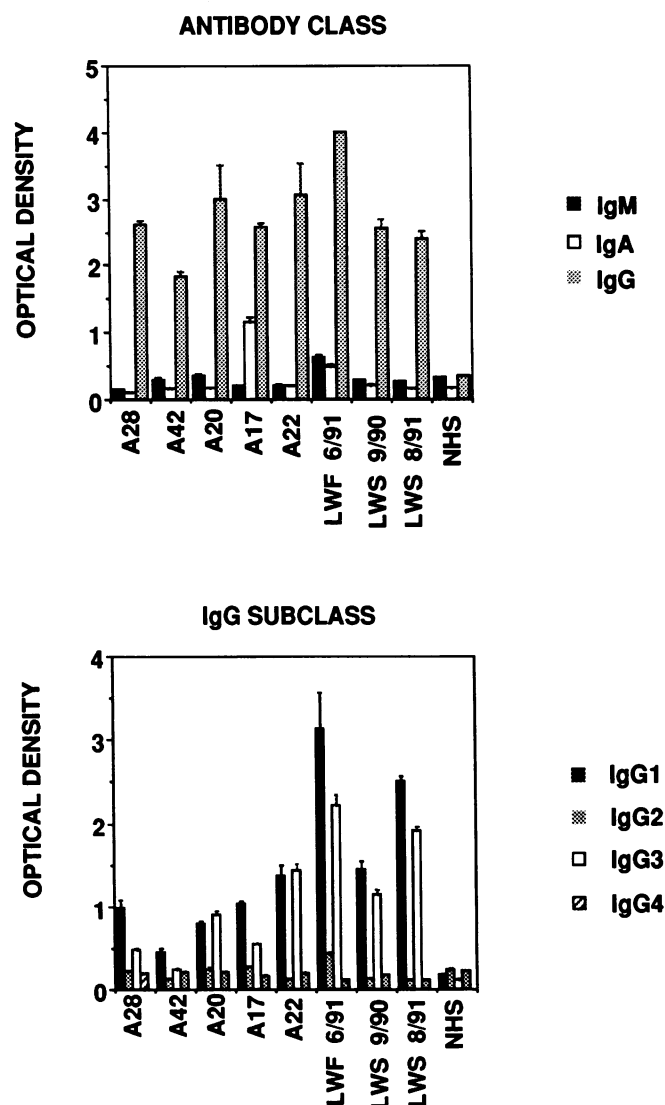 ANTIBODY CLASS
OPTICAL DENSITY
5
4
3
2
1
0
A28
A42
A20
A17
A22
LWF 6/91
LWS 9/90
LWS 8/91
NHS
IgM
IgA
IgG
IgG SUBCLASS
OPTICAL DENSITY
4
3
2
1
0
A28
A42
A20
A17
A22
LWF 6/91
LWS 9/90
LWS 8/91
NHS
IgG1
IgG2
IgG3
IgG4